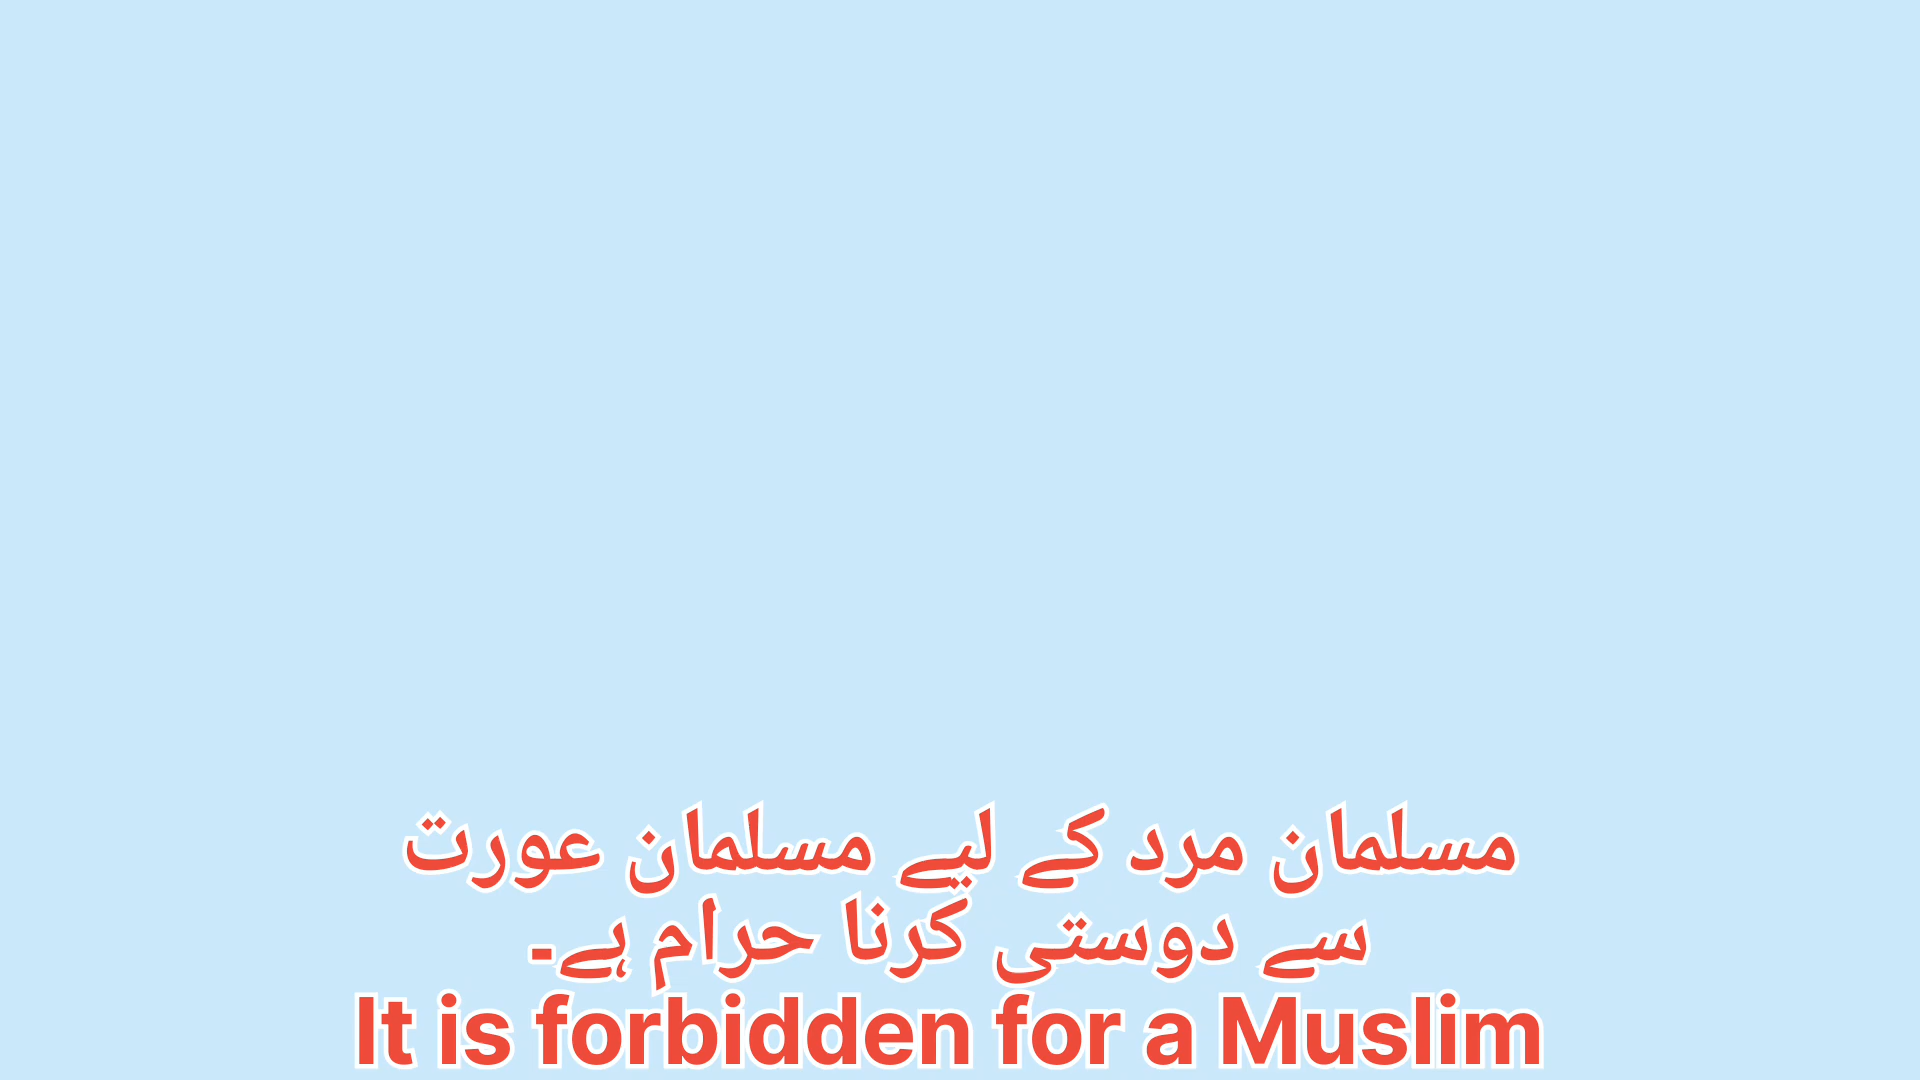 مسلمان مرد کے لیے مسلمان عورت
سے دوستی کرنا حرام ہے۔
It is forbidden for a Muslim